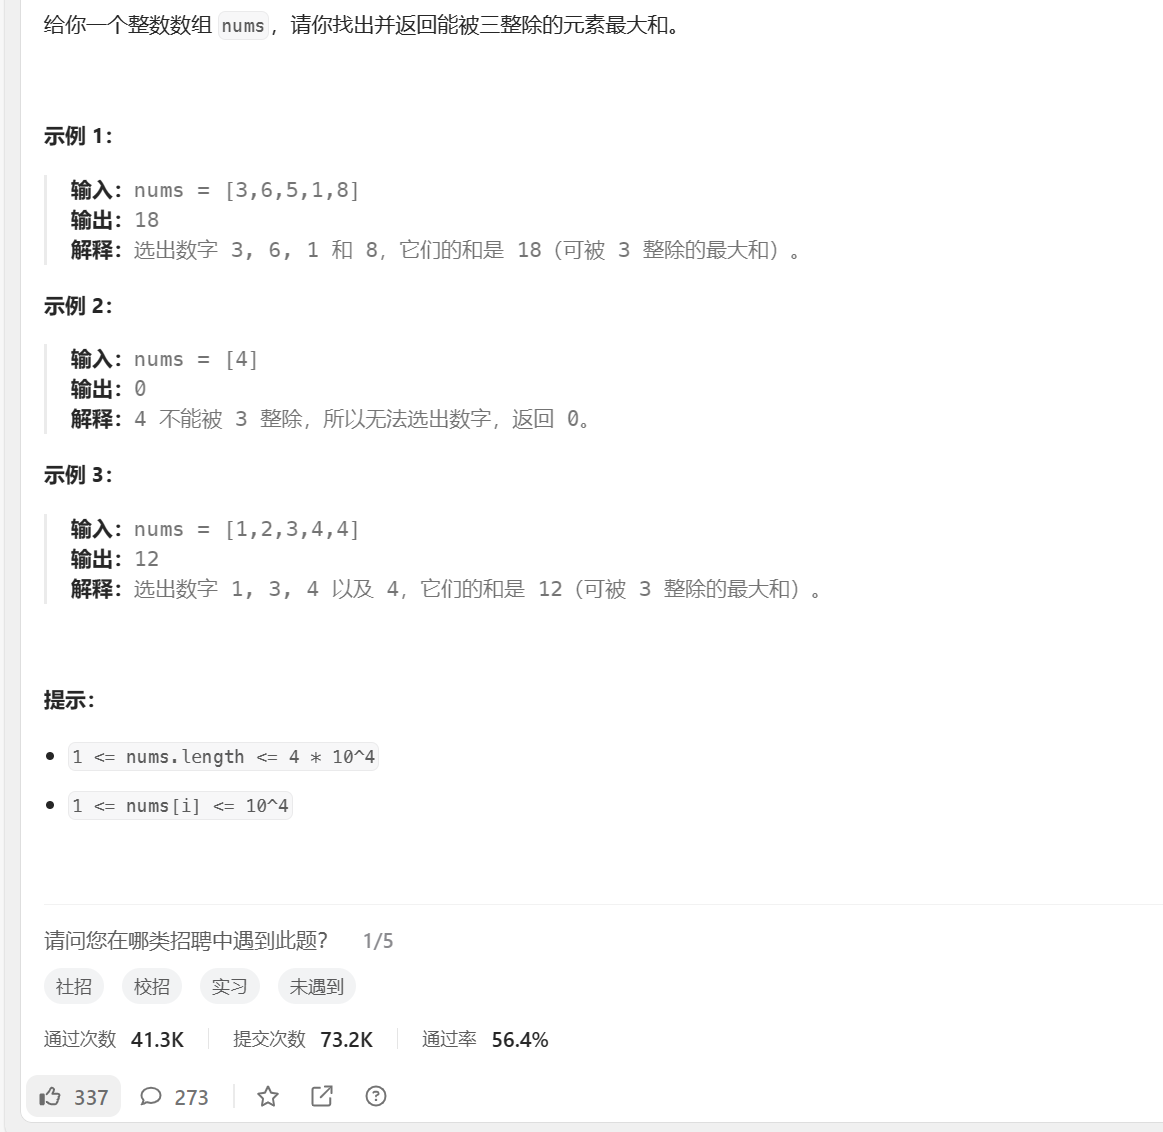 给你一个整数数组 nums，请你找出并返回能被三整除的元素最大和。
示例 1：
输入：nums = [3,6,5,1,8]
输出：18
解释：选出数字 3, 6, 1 和 8，它们的和是 18（可被 3 整除的最大和）。
示例 2：
输入：nums = [4]
输出：0
解释：4 不能被 3 整除，所以无法选出数字，返回 0。
示例 3：
输入：nums = [1,2,3,4,4]
输出：12
解释：选出数字 1, 3, 4 以及 4，它们的和是 12（可被 3 整除的最大和）。
提示：
1 <= nums.length <= 4 * 10^4
1 <= nums[i] <= 10^4
请问您在哪类招聘中遇到此题？ 1/5
社招 校招 实习 未遇到
通过次数 41.3K 提交次数 73.2K 通过率 56.4%
337 273